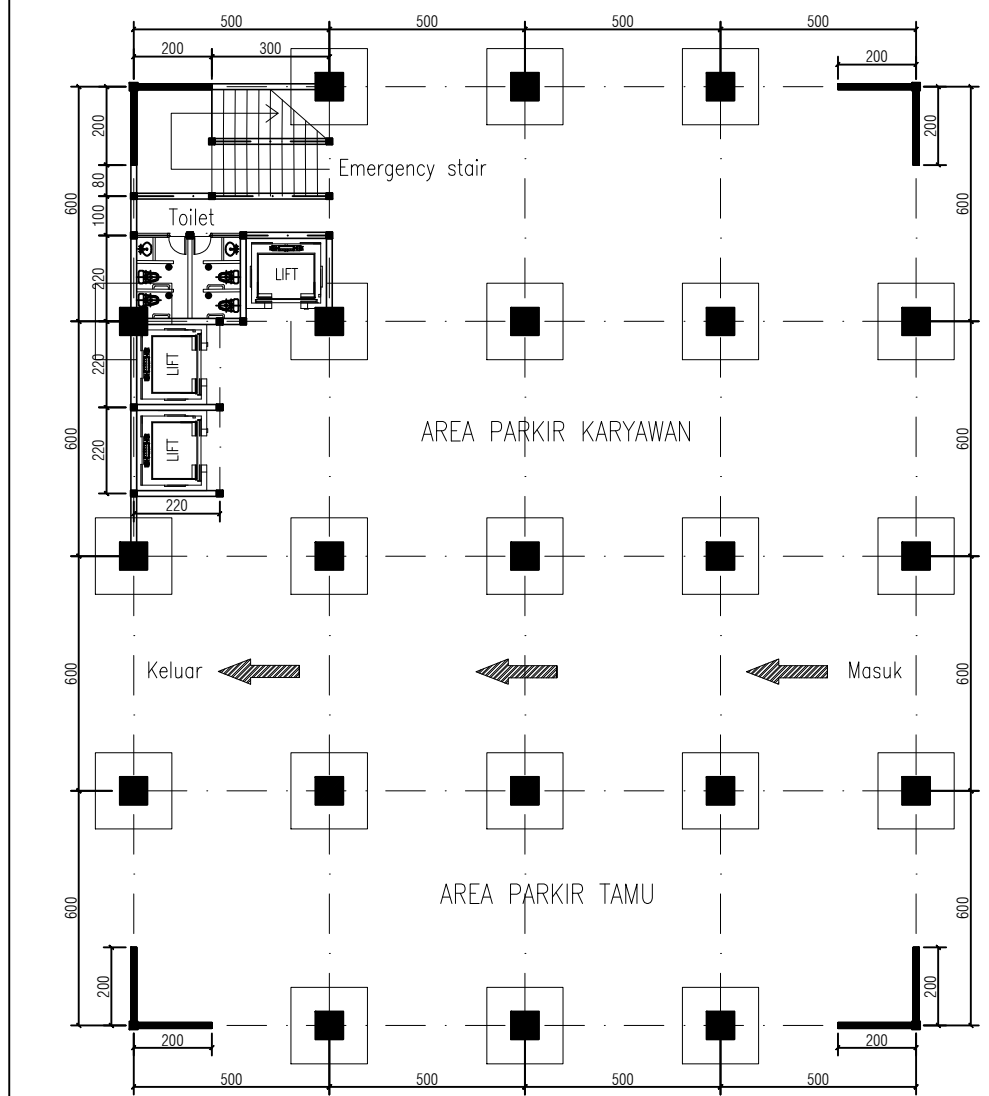 500 500 500 500
200 300 200
200
200
80
Emergency stair
600
600
100
Toilet
220
LIFT
220
LIFT
AREA PARKIR KARYAWAN
600
600
220
LIFT
220
Keluar
Masuk
600
600
AREA PARKIR TAMU
600
600
200
200
200 200
500 500 500 500